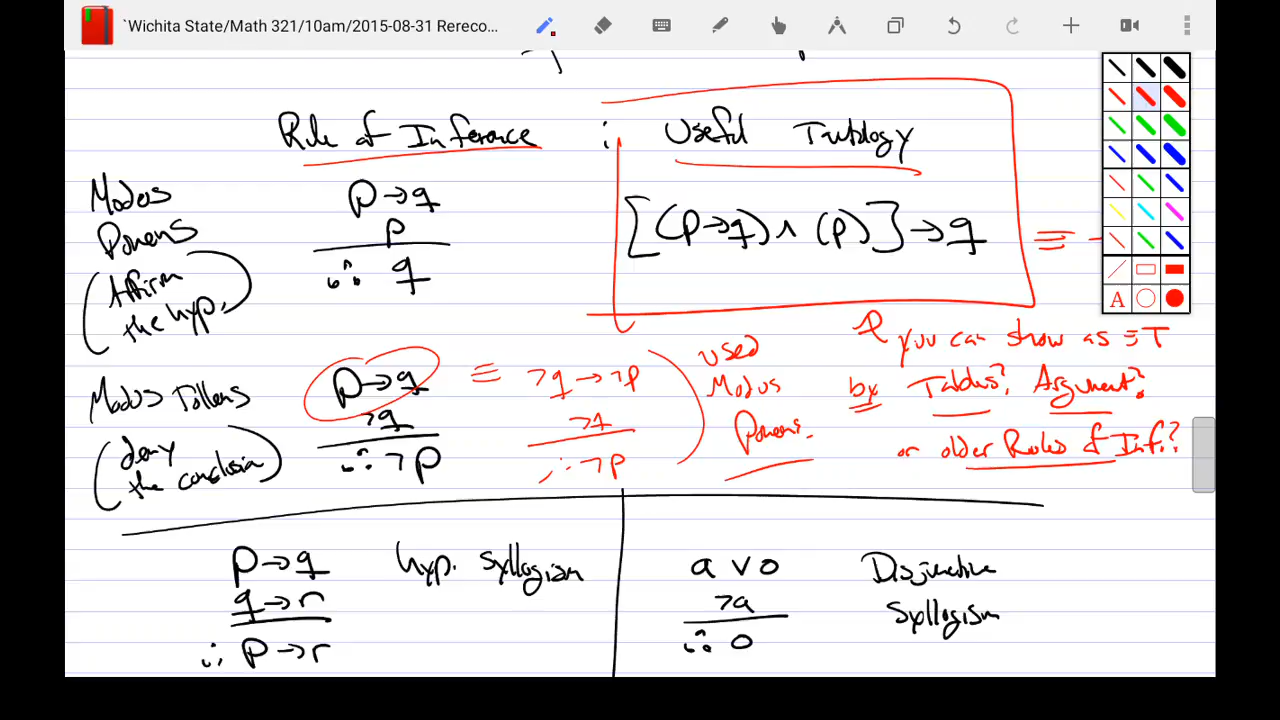 `Wichita State/Math 321/10am/2015-08-31 Rereco...
Rule of Inference : Useful Tutology
Modus
Ponens
(Affirm
the hyp.)
p→q
p
∴ q
[(p→q)∧(p)]→q
≡
you can show as ≡T
by Tables? Argument?
or older Rules of Inf.?
Modus Tollens
(deny
the conclusion)
p→q
¬q
∴ ¬p
≡ ¬q→¬p
¬q
∴ ¬p
Used
Modus
Ponens.
p→q
q→r
∴ p→r
hyp. Syllogism
a∨o
¬a
∴ o
Disjunctive
Syllogism
A